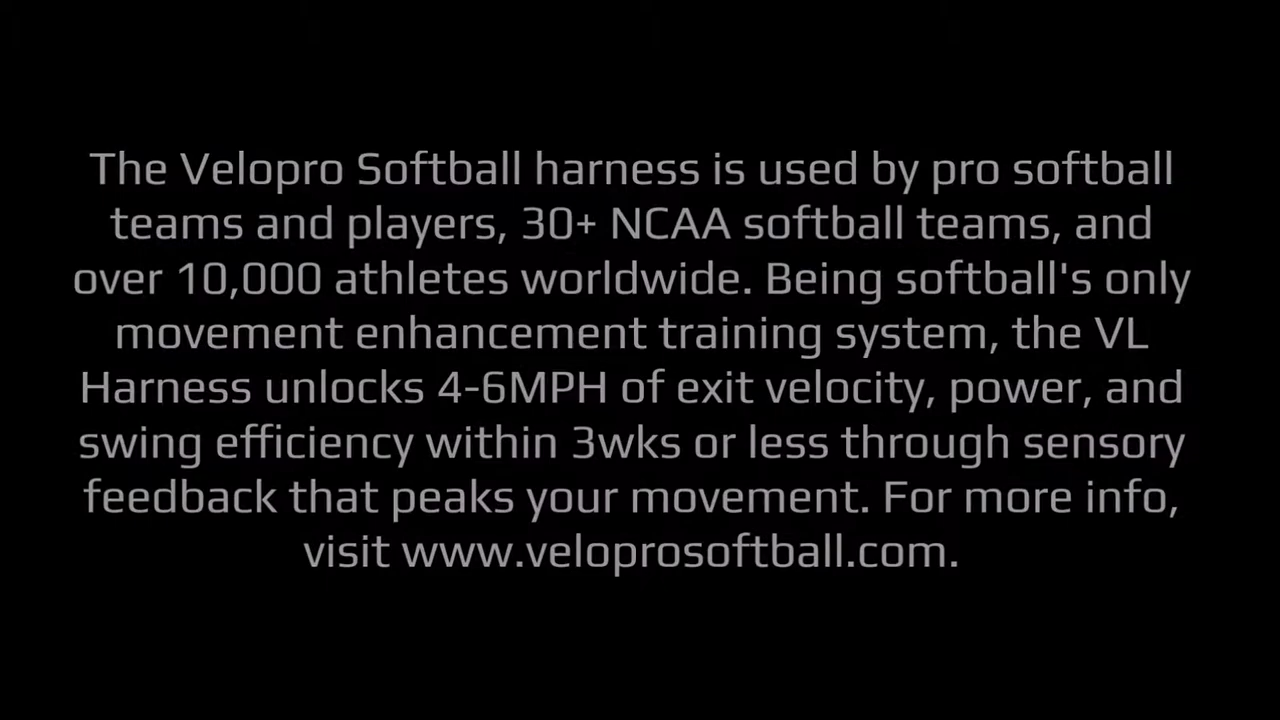 The Velopro Softball harness is used by pro softball
teams and players, 30+ NCAA softball teams, and
over 10,000 athletes worldwide. Being softball's only
movement enhancement training system, the VL
Harness unlocks 4-6MPH of exit velocity, power, and
swing efficiency within 3wks or less through sensory
feedback that peaks your movement. For more info,
visit www.veloprosoftball.com.